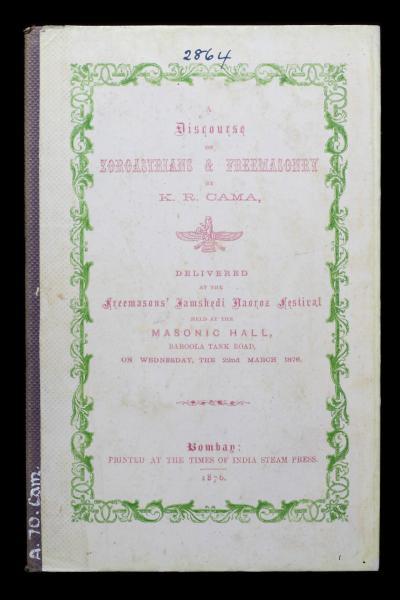 2864
A
Discourse
ON
ZOROASTRIANS & FREEMASONRY
BY
K. R. CAMA,
DELIVERED
AT THE
Freemasons' Jamshedi Naoroz Festival
HELD AT THE
MASONIC HALL,
BAROOLA TANK ROAD,
ON WEDNESDAY, THE 22nd MARCH 1876.
Bombay:
PRINTED AT THE TIMES OF INDIA STEAM PRESS.
1876.
A. 70. Cam.